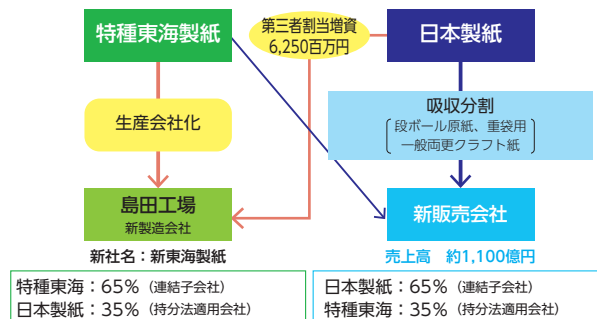 特種東海製紙
第三者割当増資
6,250百万円
日本製紙
生産会社化
吸収分割
段ボール原紙、重袋用
一般両更クラフト紙
島田工場
新製造会社
新販売会社
新社名：新東海製紙
売上高　約1,100億円
特種東海：65%（連結子会社）
日本製紙：35%（持分法適用会社）
日本製紙：65%（連結子会社）
特種東海：35%（持分法適用会社）